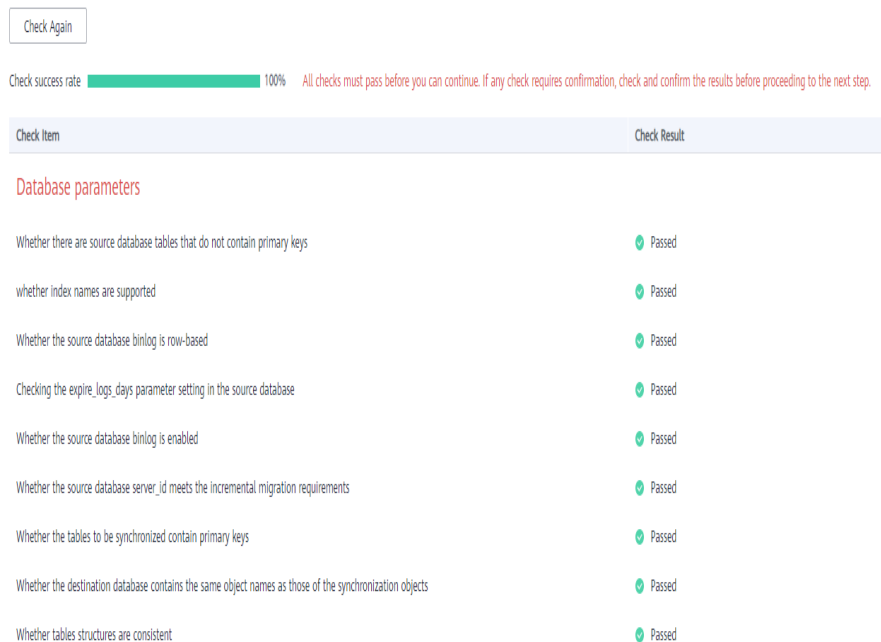 Check Again
Check success rate 100% All checks must pass before you can continue. If any check requires confirmation, check and confirm the results before proceeding to the next step.
Check Item Check Result
Database parameters
Whether there are source database tables that do not contain primary keys Passed
whether index names are supported Passed
Whether the source database binlog is row-based Passed
Checking the expire_logs_days parameter setting in the source database Passed
Whether the source database binlog is enabled Passed
Whether the source database server_id meets the incremental migration requirements Passed
Whether the tables to be synchronized contain primary keys Passed
Whether the destination database contains the same object names as those of the synchronization objects Passed
Whether tables structures are consistent Passed